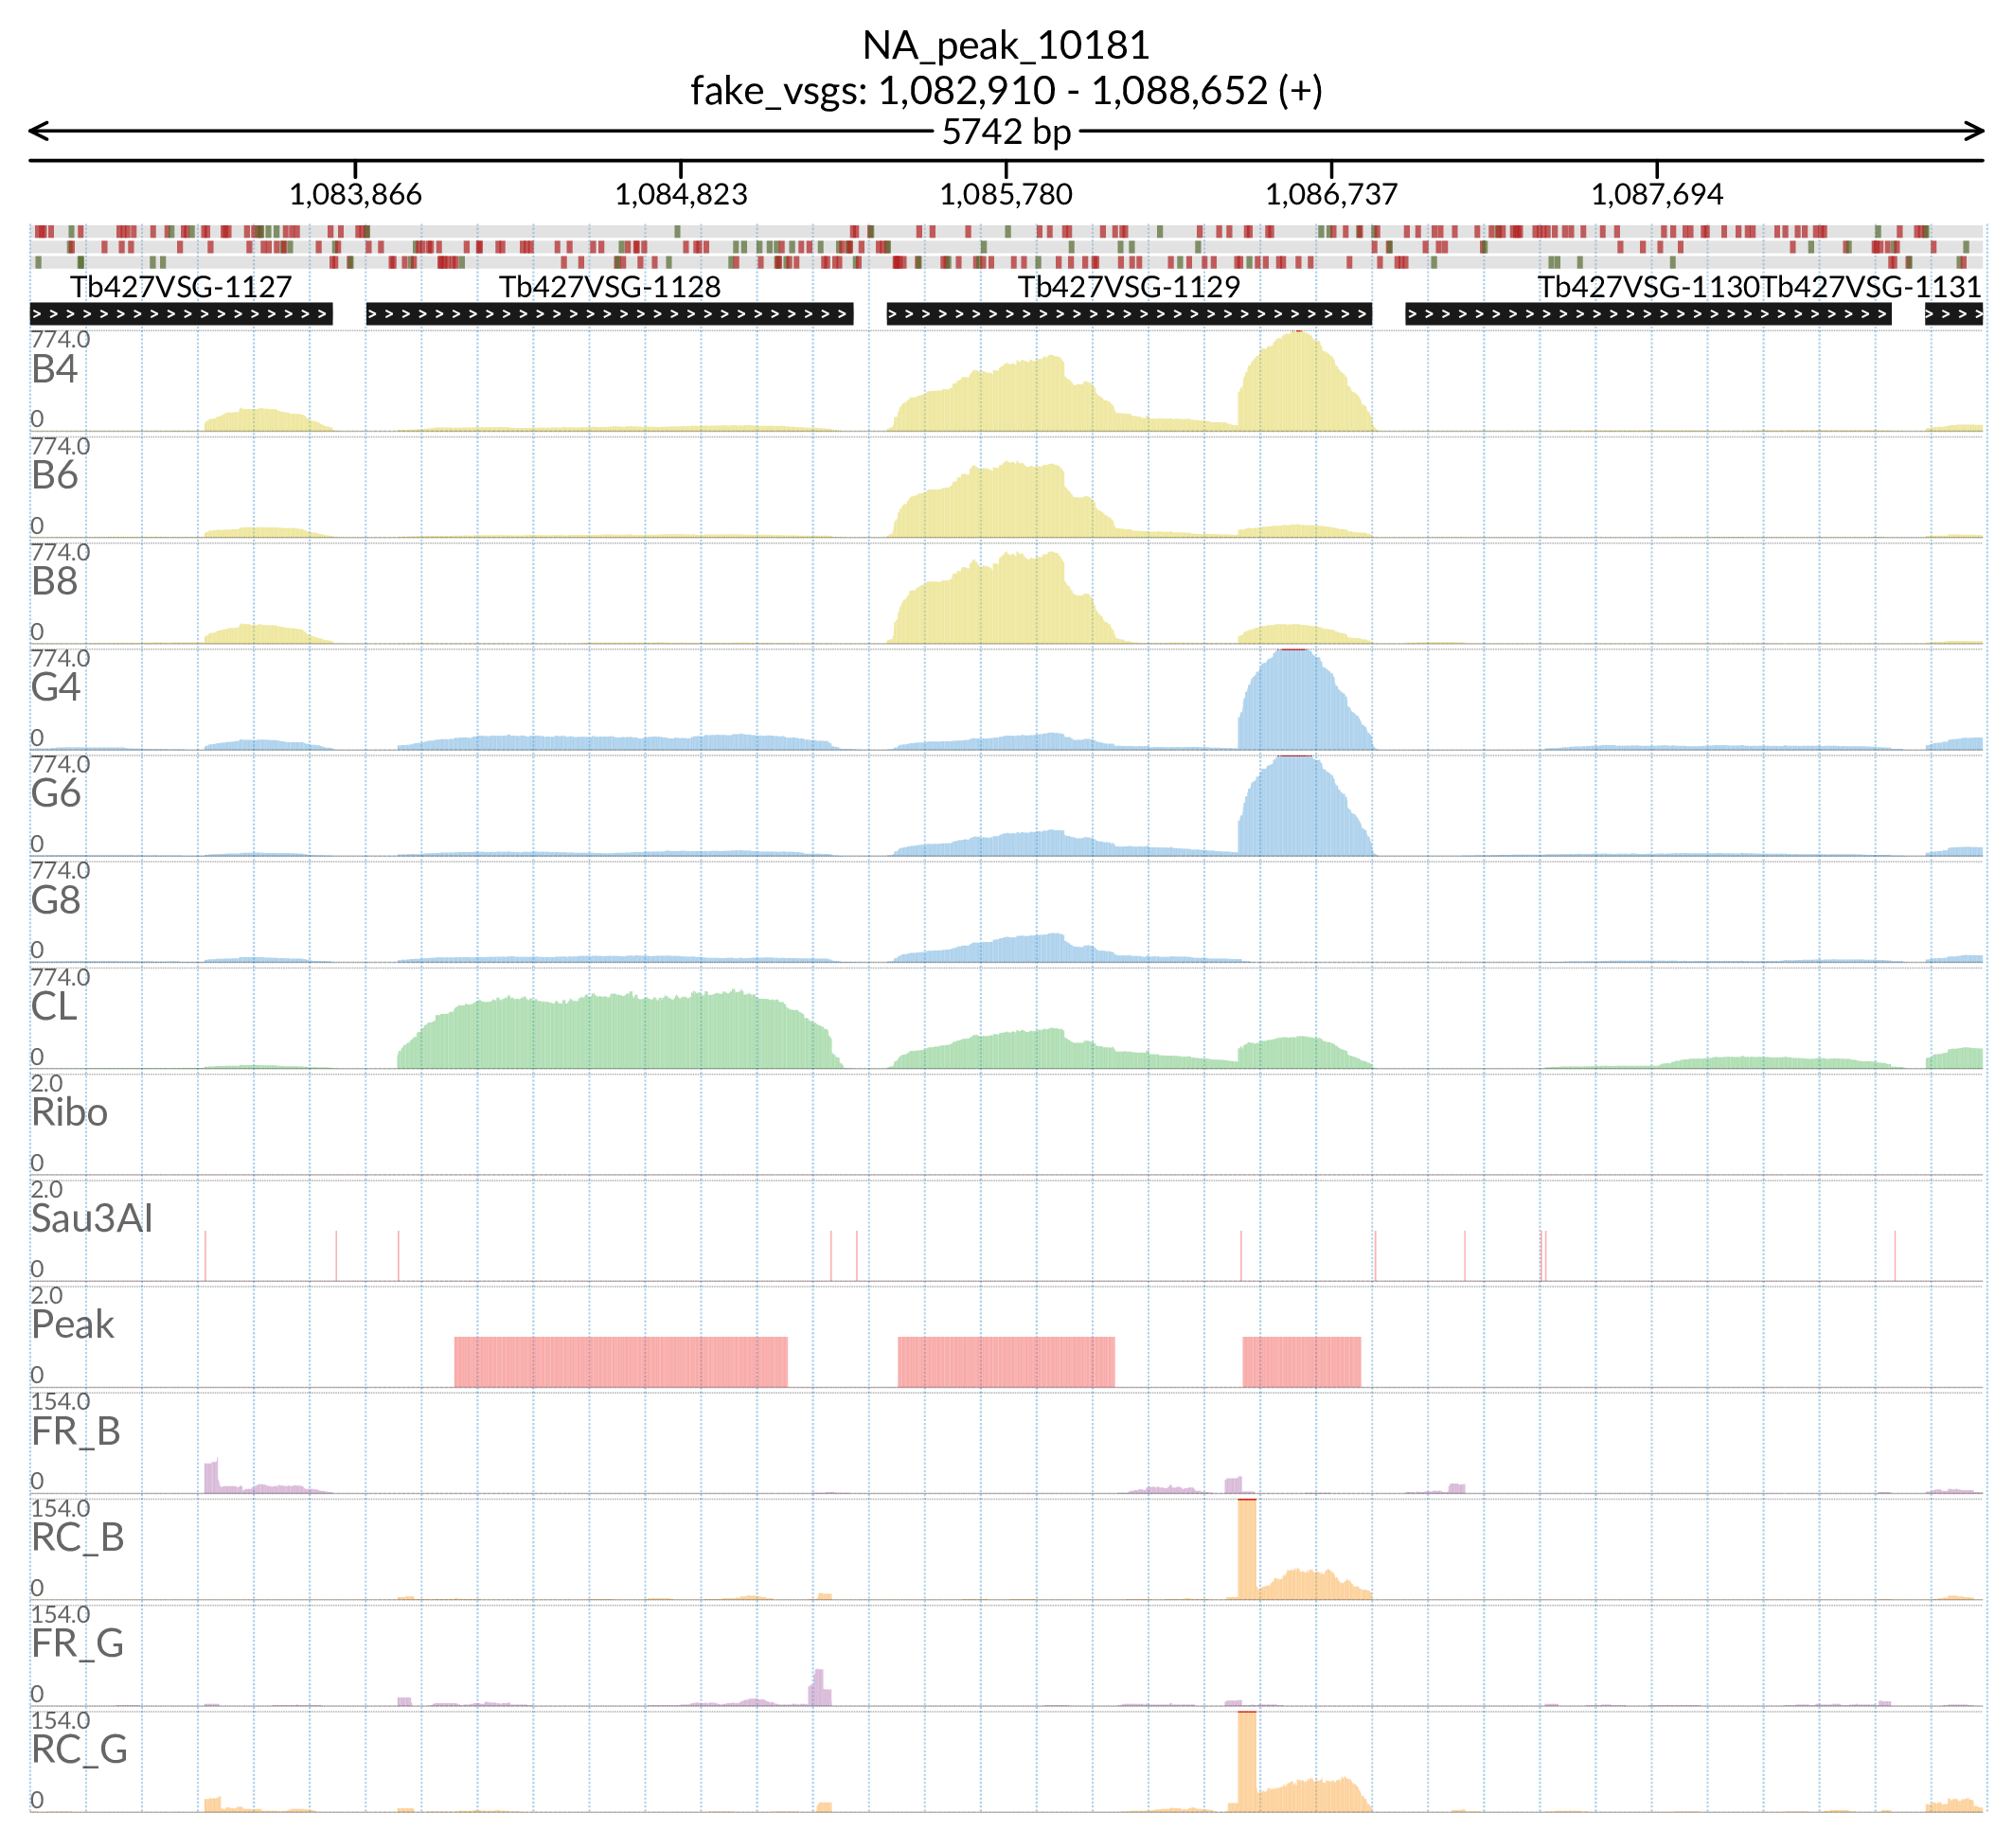 NA_peak_10181
fake_vsgs: 1,082,910 - 1,088,652 (+)
5742 bp
1,083,866 1,084,823 1,085,780 1,086,737 1,087,694
Tb427VSG-1127 Tb427VSG-1128 Tb427VSG-1129 Tb427VSG-1130 Tb427VSG-1131
774.0
B4
0
774.0
B6
0
774.0
B8
0
774.0
G4
0
774.0
G6
0
774.0
G8
0
774.0
CL
0
2.0
Ribo
0
2.0
Sau3AI
0
2.0
Peak
0
154.0
FR_B
0
154.0
RC_B
0
154.0
FR_G
0
154.0
RC_G
0